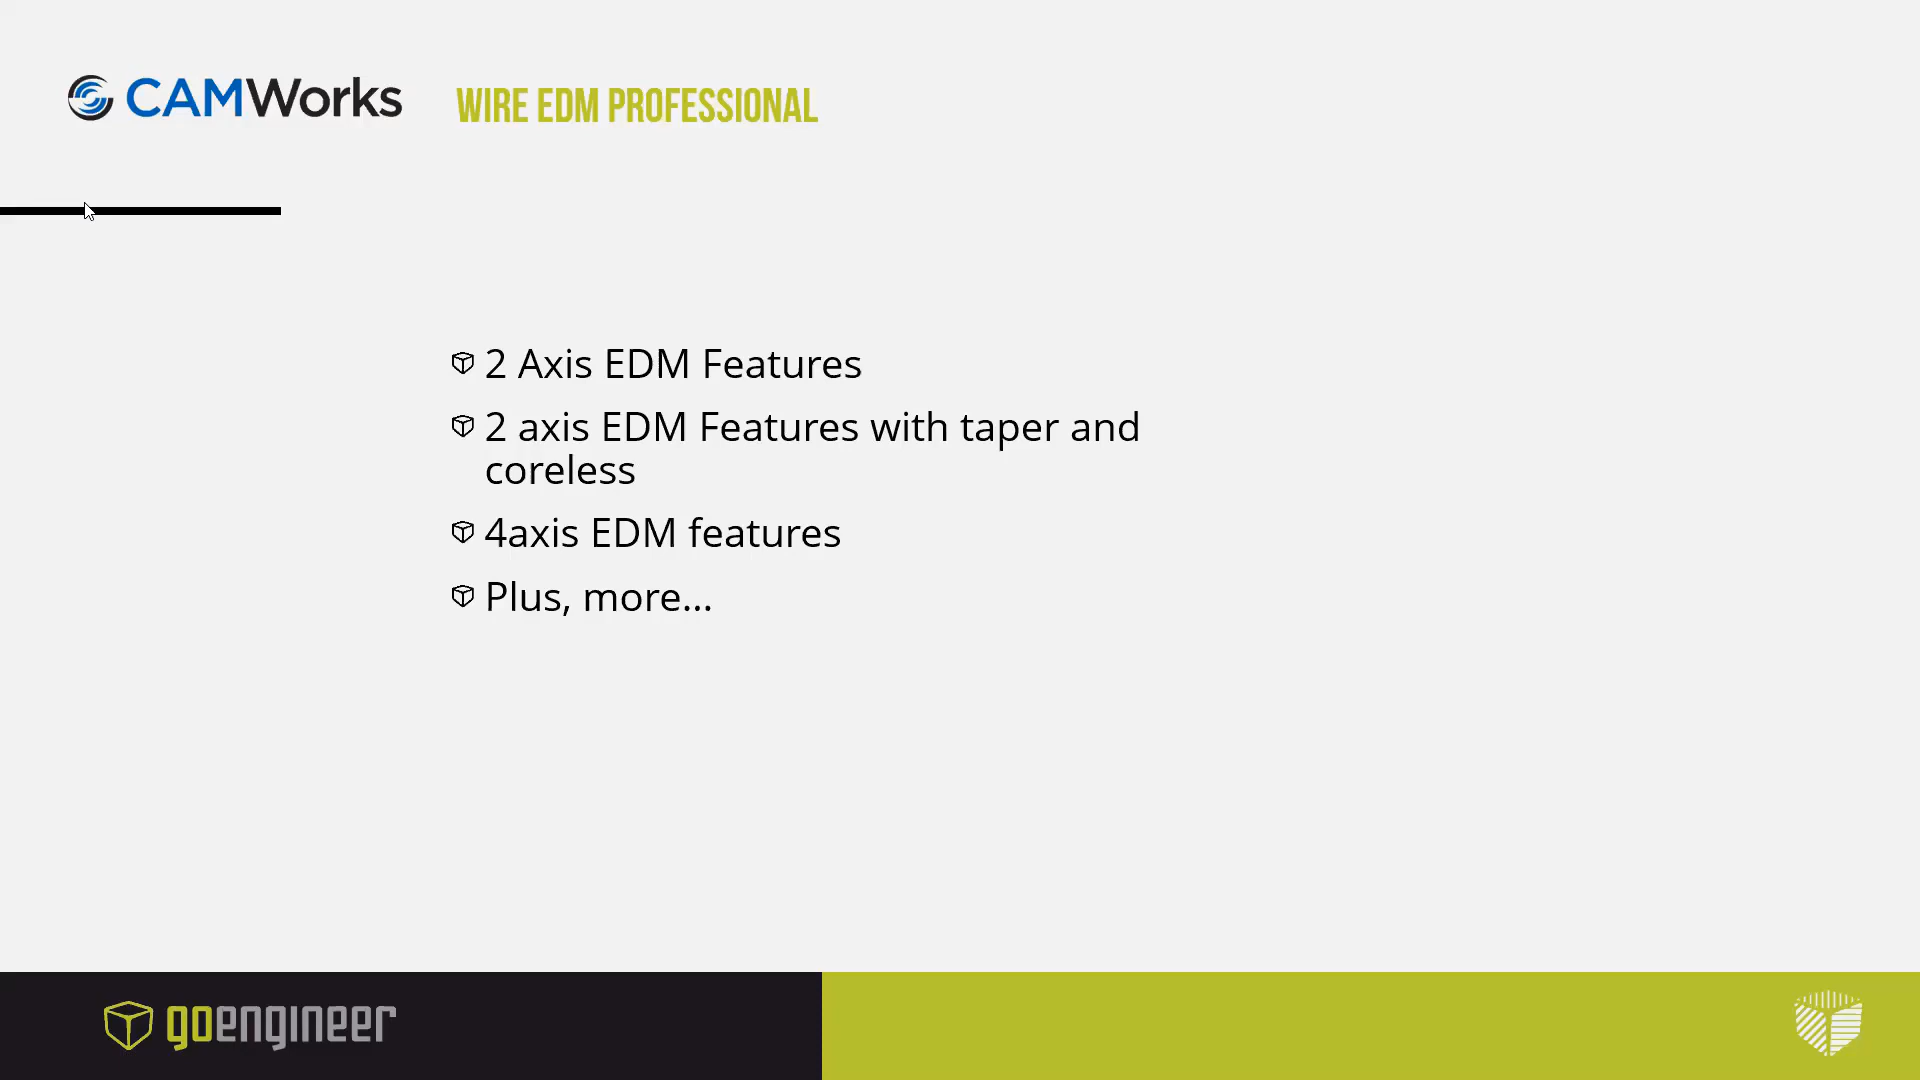 CAMWorks
WIRE EDM PROFESSIONAL
2 Axis EDM Features
2 axis EDM Features with taper and
coreless
4axis EDM features
Plus, more...
goengineer